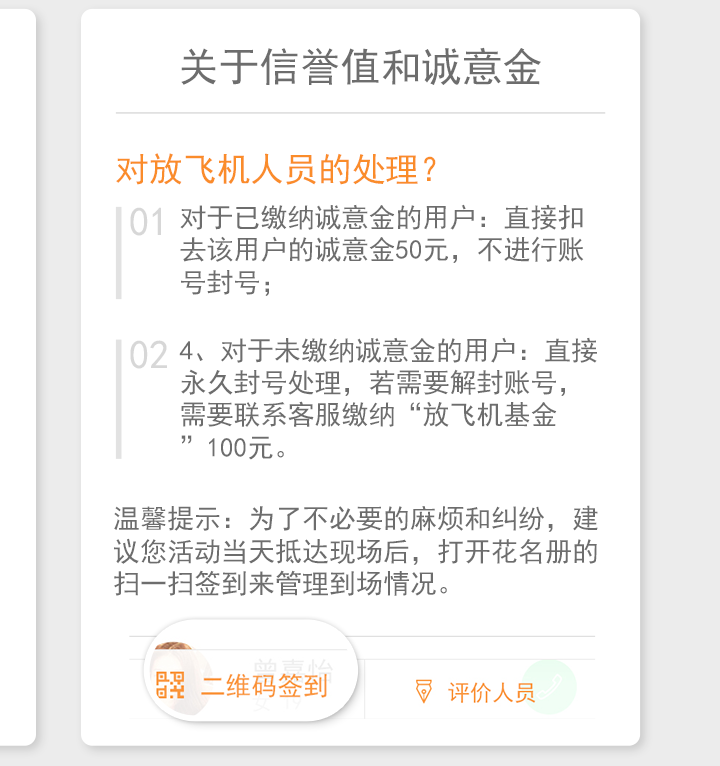 关于信誉值和诚意金
对放飞机人员的处理？
01 对于已缴纳诚意金的用户：直接扣
去该用户的诚意金50元，不进行账
号封号；
02 4、对于未缴纳诚意金的用户：直接
永久封号处理，若需要解封账号，
需要联系客服缴纳“放飞机基金
”100元。
温馨提示：为了不必要的麻烦和纠纷，建
议您活动当天抵达现场后，打开花名册的
扫一扫签到来管理到场情况。
曾嘉怡
二维码签到 评价人员